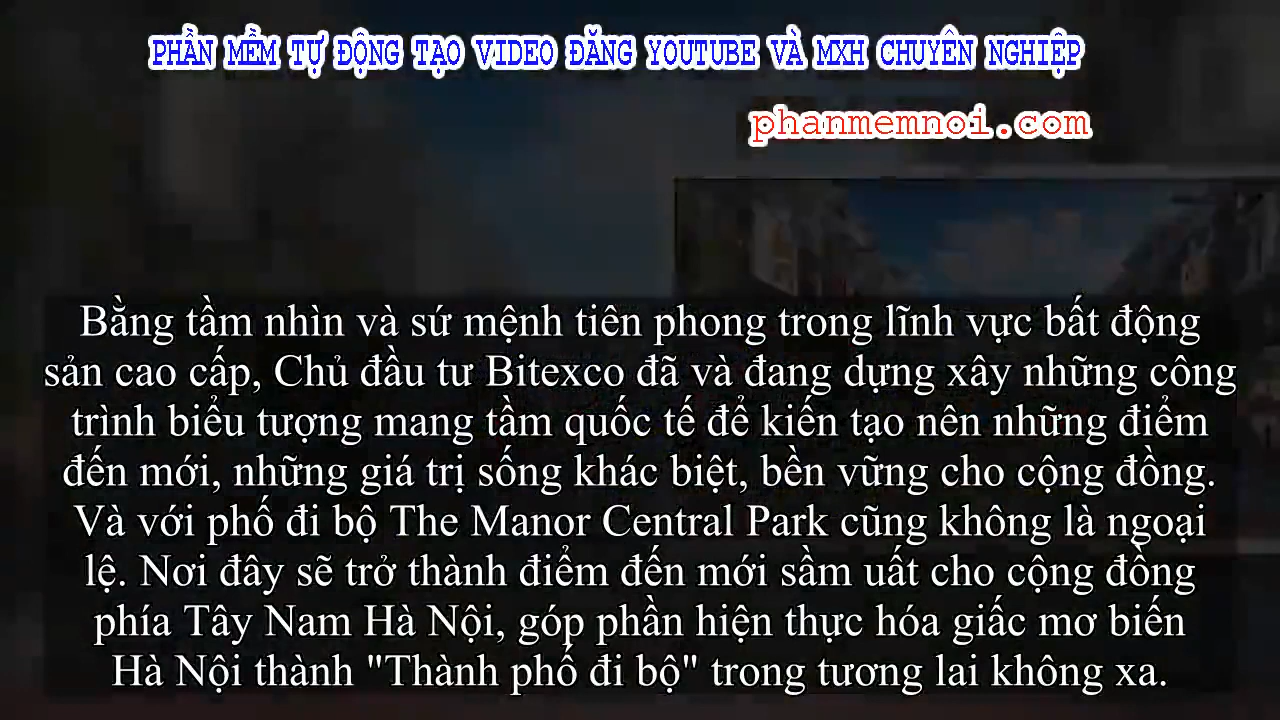 PHẦN MỀM TỰ ĐỘNG TẠO VIDEO ĐĂNG YOUTUBE VÀ MXH CHUYÊN NGHIỆP
phanmemnoi.com
Bằng tầm nhìn và sứ mệnh tiên phong trong lĩnh vực bất động
sản cao cấp, Chủ đầu tư Bitexco đã và đang dựng xây những công
trình biểu tượng mang tầm quốc tế để kiến tạo nên những điểm
đến mới, những giá trị sống khác biệt, bền vững cho cộng đồng.
Và với phố đi bộ The Manor Central Park cũng không là ngoại
lệ. Nơi đây sẽ trở thành điểm đến mới sầm uất cho cộng đồng
phía Tây Nam Hà Nội, góp phần hiện thực hóa giấc mơ biến
Hà Nội thành "Thành phố đi bộ" trong tương lai không xa.